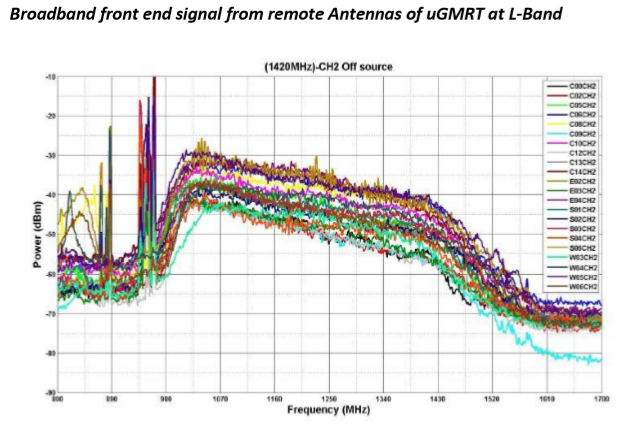 Broadband front end signal from remote Antennas of uGMRT at L-Band
(1420MHz)-CH2 Off source
C00CH2
C02CH2
C05CH2
C06CH2
C08CH2
C09CH2
C10CH2
C12CH2
C13CH2
C14CH2
E02CH2
E03CH2
E04CH2
S01CH2
S02CH2
S03CH2
S04CH2
S06CH2
W03CH2
W04CH2
W05CH2
W06CH2
Power (dBm)
-10
-20
-30
-40
-50
-60
-70
-80
-90
800 890 980 1070 1160 1250 1340 1430 1520 1610 1700
Frequency (MHz)